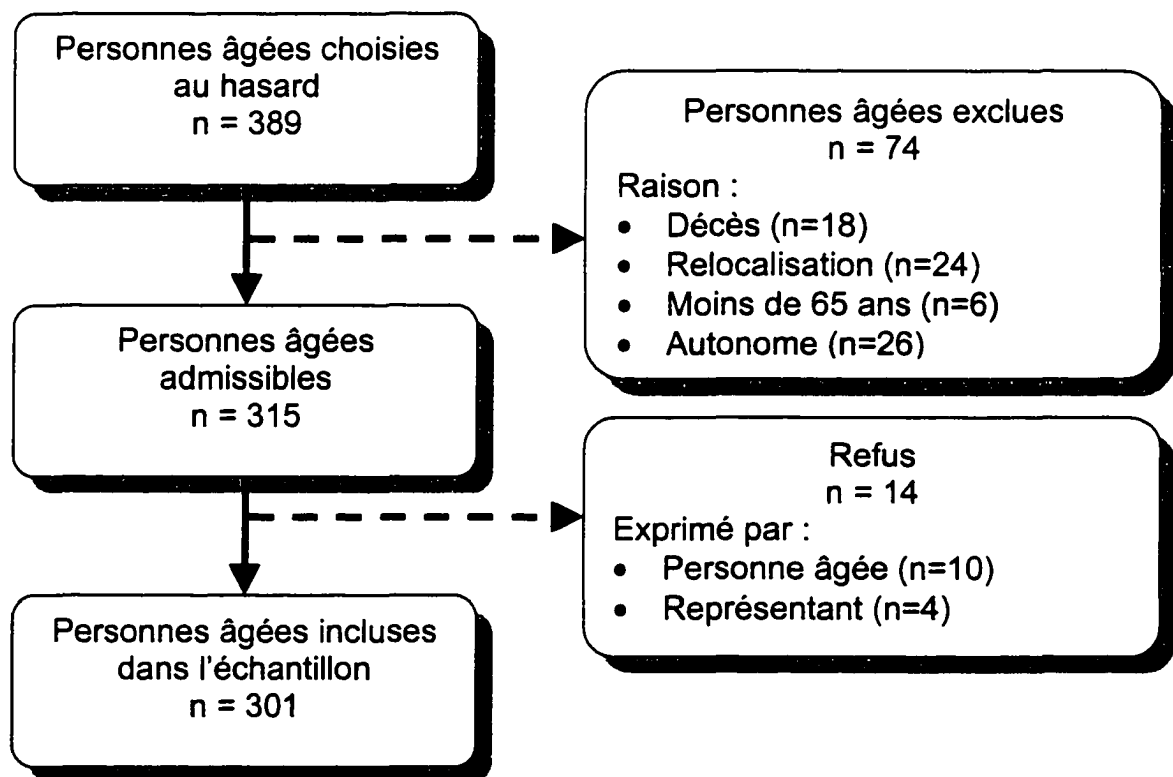 Personnes âgées choisies
au hasard
n = 389
Personnes âgées exclues
n = 74
Raison :
• Décès (n=18)
• Relocalisation (n=24)
• Moins de 65 ans (n=6)
• Autonome (n=26)
Personnes âgées
admissibles
n = 315
Refus
n = 14
Exprimé par :
• Personne âgée (n=10)
• Représentant (n=4)
Personnes âgées incluses
dans l'échantillon
n = 301